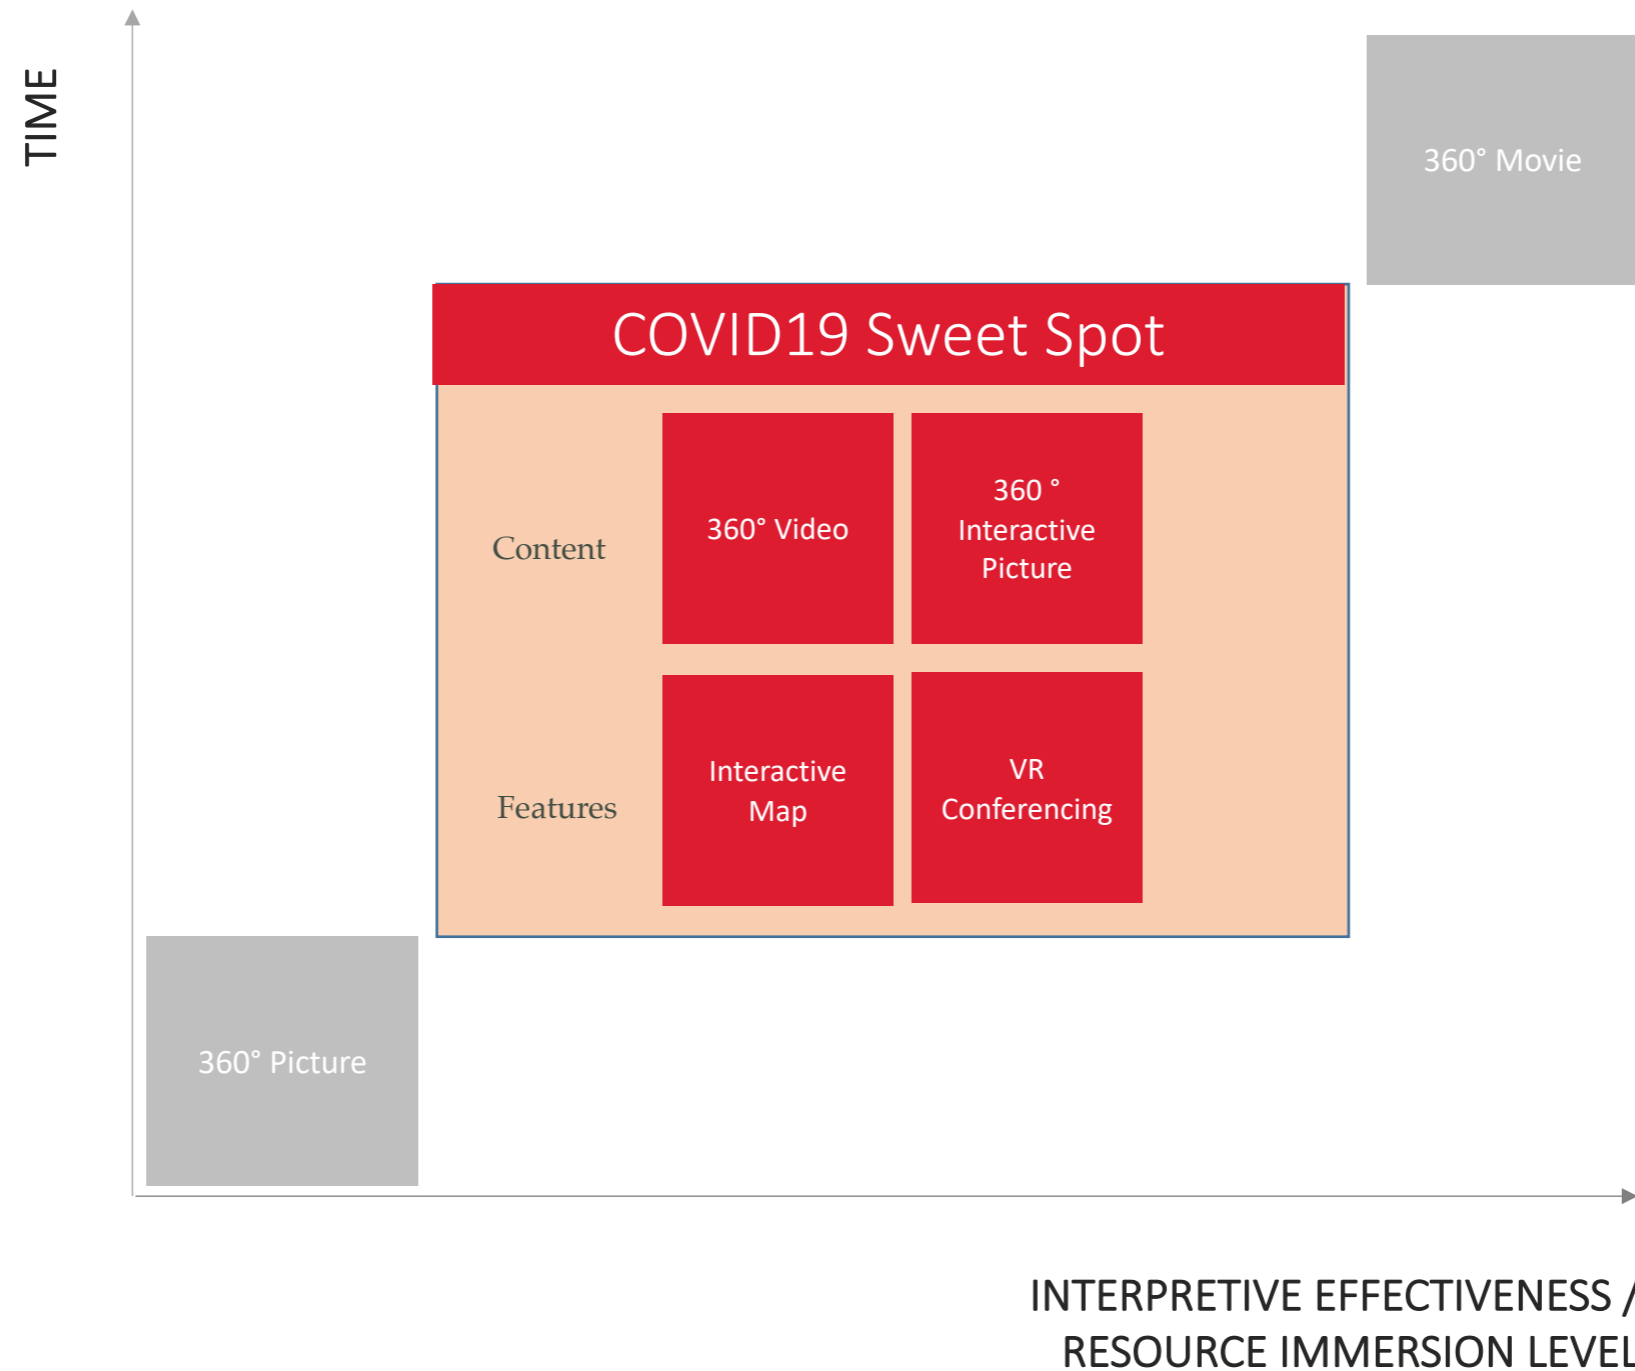 TIME
360° Movie
COVID19 Sweet Spot
Content
360° Video
360 °
Interactive
Picture
Features
Interactive
Map
VR
Conferencing
360° Picture
INTERPRETIVE EFFECTIVENESS /
RESOURCE IMMERSION LEVEL